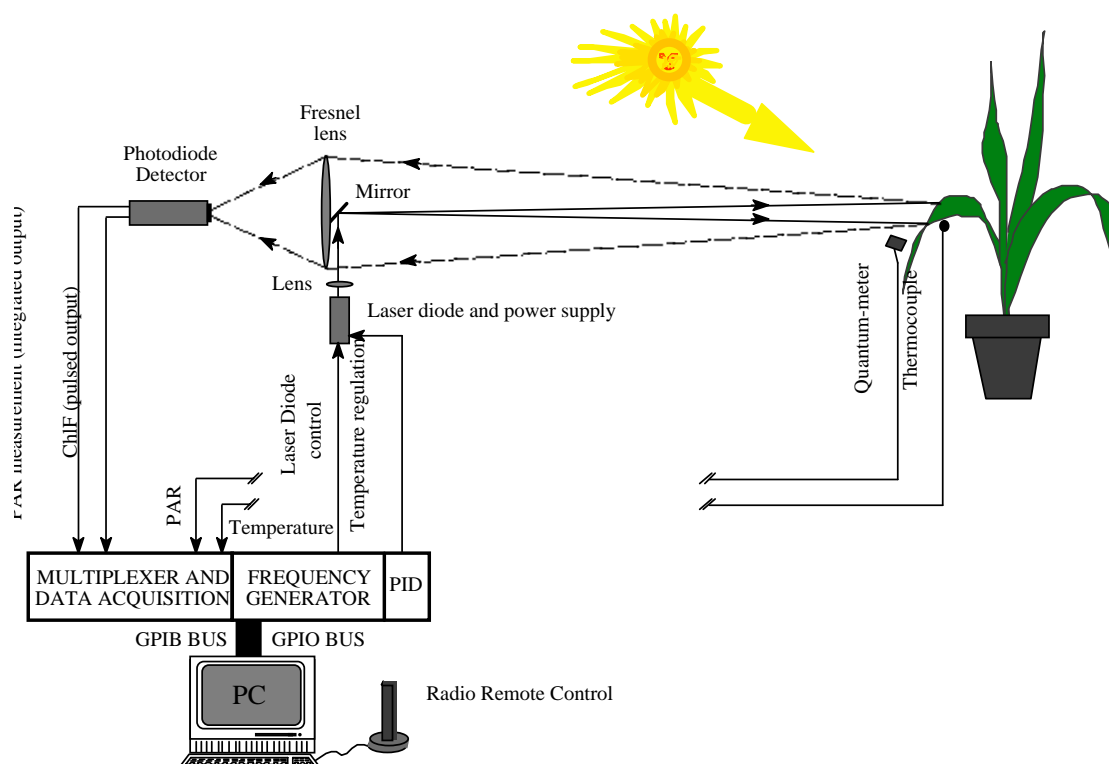 Fresnel
lens
Photodiode
Detector
Mirror
Lens
Laser diode and power supply
PAR measurement (integrated output)
ChlF (pulsed output)
Laser Diode
control
Temperature regulation
Quantum-meter
Thermocouple
PAR
Temperature
MULTIPLEXER AND
DATA ACQUISITION
FREQUENCY
GENERATOR
PID
GPIB BUS
GPIO BUS
PC
Radio Remote Control